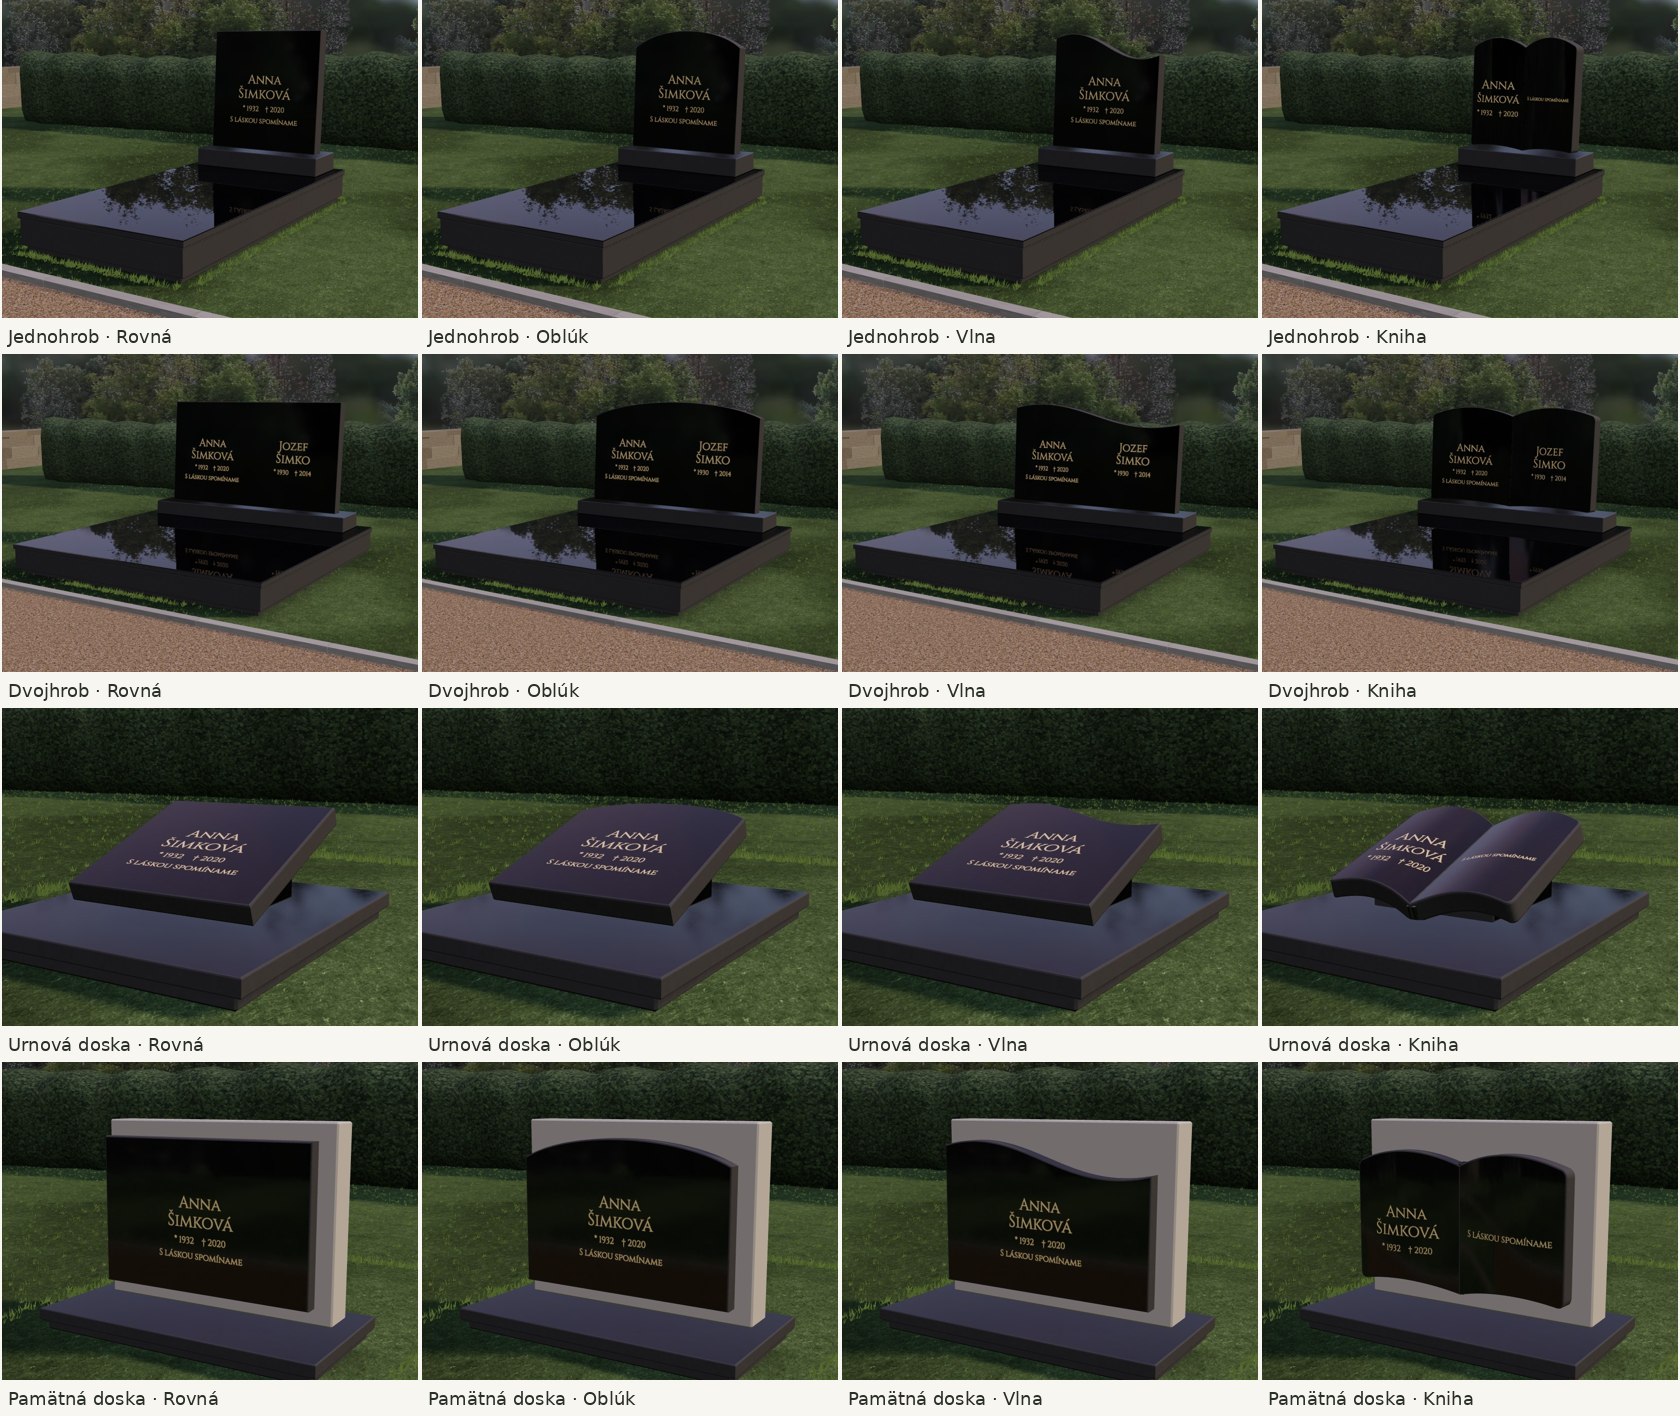 ANNA
ŠIMKOVÁ
*1932 †2020
S LÁSKOU SPOMÍNAME
Jednohrob · Rovná
ANNA
ŠIMKOVÁ
*1932 †2020
S LÁSKOU SPOMÍNAME
Jednohrob · Oblúk
ANNA
ŠIMKOVÁ
*1932 †2020
S LÁSKOU SPOMÍNAME
Jednohrob · Vlna
ANNA
ŠIMKOVÁ
*1932 †2020
S LÁSKOU SPOMÍNAME
Jednohrob · Kniha
ANNA
ŠIMKOVÁ
*1932 †2020
S LÁSKOU SPOMÍNAME
JOZEF
ŠIMKO
*1930 †2014
Dvojhrob · Rovná
ANNA
ŠIMKOVÁ
*1932 †2020
S LÁSKOU SPOMÍNAME
JOZEF
ŠIMKO
*1930 †2014
Dvojhrob · Oblúk
ANNA
ŠIMKOVÁ
*1932 †2020
S LÁSKOU SPOMÍNAME
JOZEF
ŠIMKO
*1930 †2014
Dvojhrob · Vlna
ANNA
ŠIMKOVÁ
*1932 †2020
S LÁSKOU SPOMÍNAME
JOZEF
ŠIMKO
*1930 †2014
Dvojhrob · Kniha
ANNA
ŠIMKOVÁ
*1932 †2020
S LÁSKOU SPOMÍNAME
Urnová doska · Rovná
ANNA
ŠIMKOVÁ
*1932 †2020
S LÁSKOU SPOMÍNAME
Urnová doska · Oblúk
ANNA
ŠIMKOVÁ
*1932 †2020
S LÁSKOU SPOMÍNAME
Urnová doska · Vlna
ANNA
ŠIMKOVÁ
*1932 †2020
S LÁSKOU SPOMÍNAME
Urnová doska · Kniha
ANNA
ŠIMKOVÁ
*1932 †2020
S LÁSKOU SPOMÍNAME
Pamätná doska · Rovná
ANNA
ŠIMKOVÁ
*1932 †2020
S LÁSKOU SPOMÍNAME
Pamätná doska · Oblúk
ANNA
ŠIMKOVÁ
*1932 †2020
S LÁSKOU SPOMÍNAME
Pamätná doska · Vlna
ANNA
ŠIMKOVÁ
*1932 †2020
S LÁSKOU SPOMÍNAME
Pamätná doska · Kniha